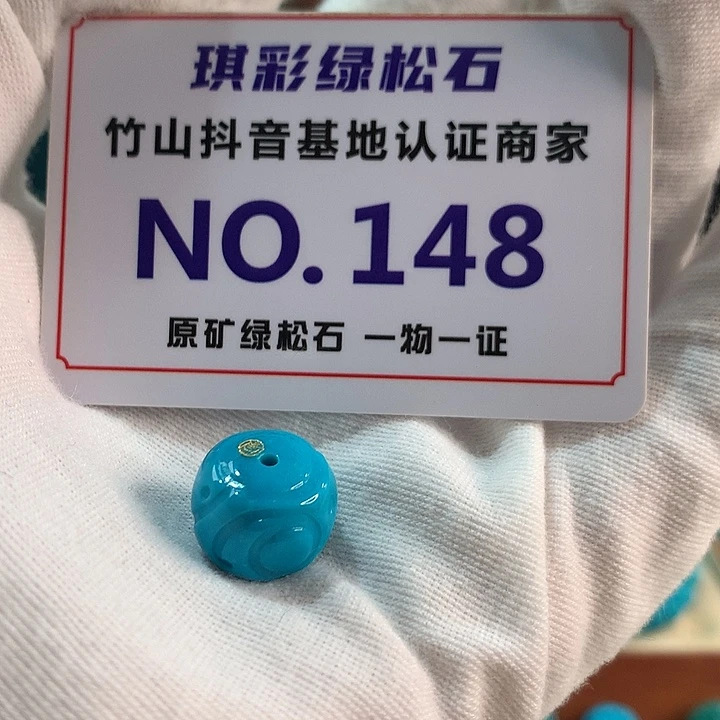 琪彩绿松石
竹山抖音基地认证商家
NO.148
原矿绿松石 一物一证